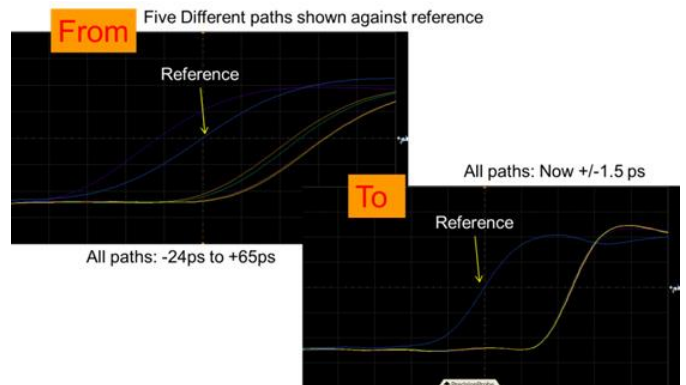 Five Different paths shown against reference
From
Reference
All paths: Now +/-1.5 ps
To
Reference
All paths: -24ps to +65ps
PrecisionProbe